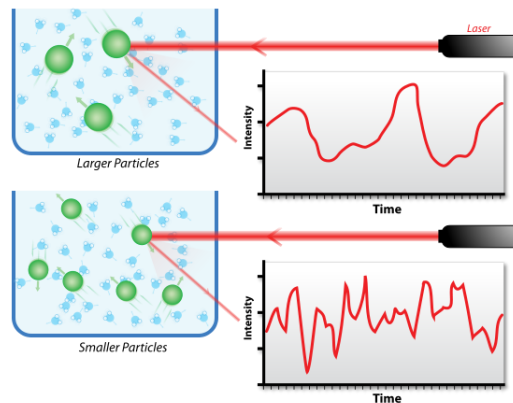 Laser
Intensity
Time
Larger Particles
Intensity
Time
Smaller Particles